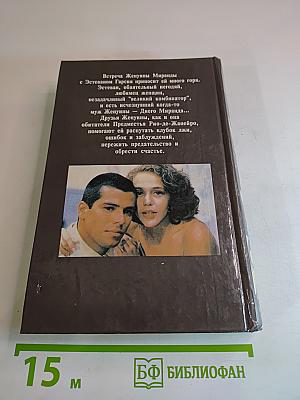 Встреча Женуины Миранды
с Эстеваном Гарсия приносит ей много горя.
Эстеван, обаятельный негодяй,
любимец женщин,
незадачливый "великий комбинатор",
и есть исчезнувший когда-то
муж Женуины — Диего Миранда...
Друзья Женуины, как и она
обитатели Предместья Рио-де-Жанейро,
помогают ей распутать клубок лжи,
ошибок и заблуждений,
пережить предательство и
обрести счастье.
15 м
БФ БИБЛИОФАН